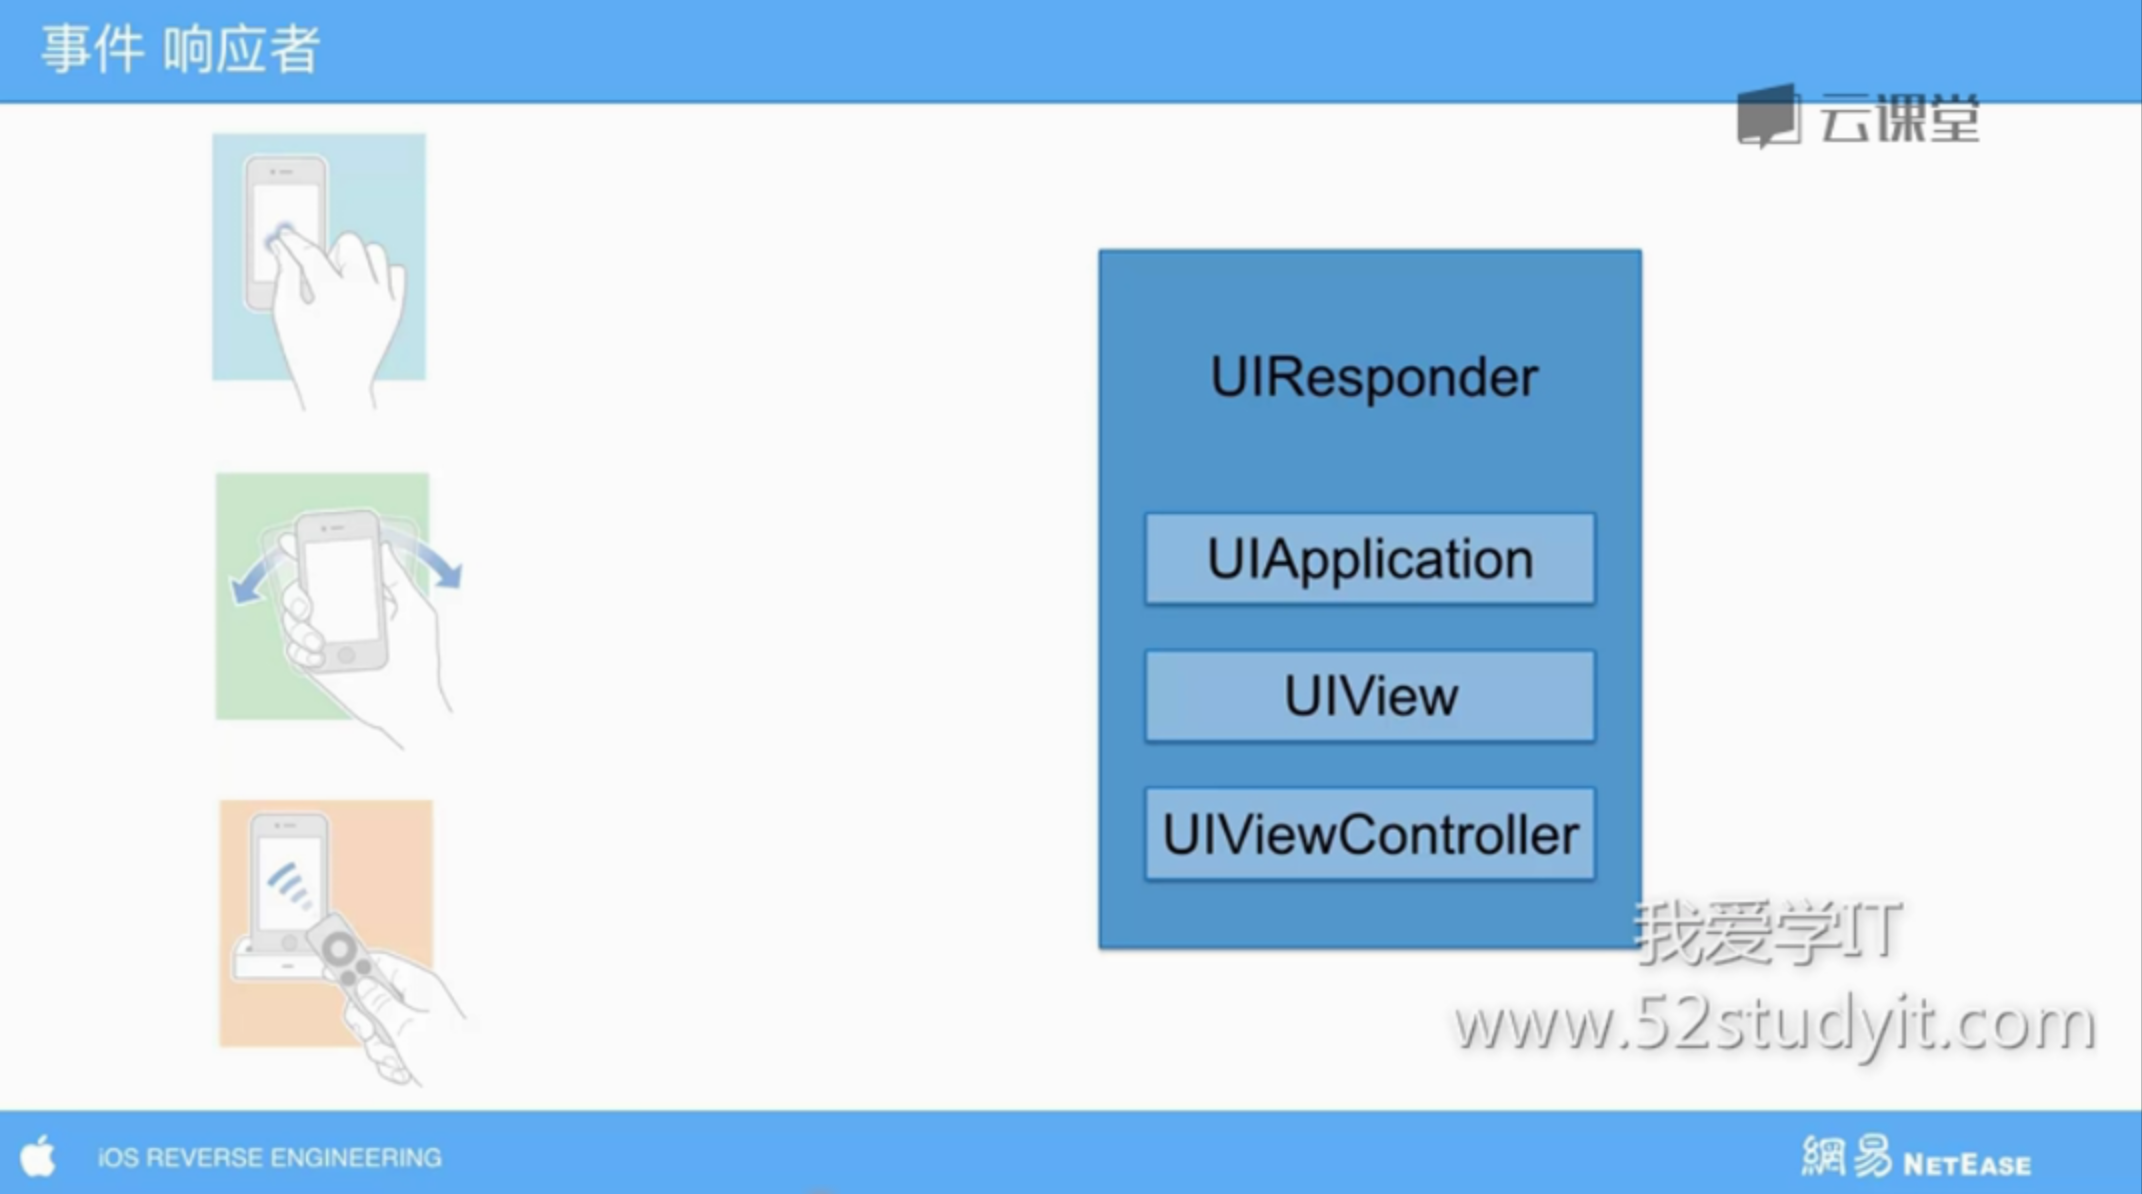 事件 响应者
云课堂
UIResponder
UIApplication
UIView
UIViewController
我爱学IT
www.52studyit.com
iOS REVERSE ENGINEERING
網易 NETEASE